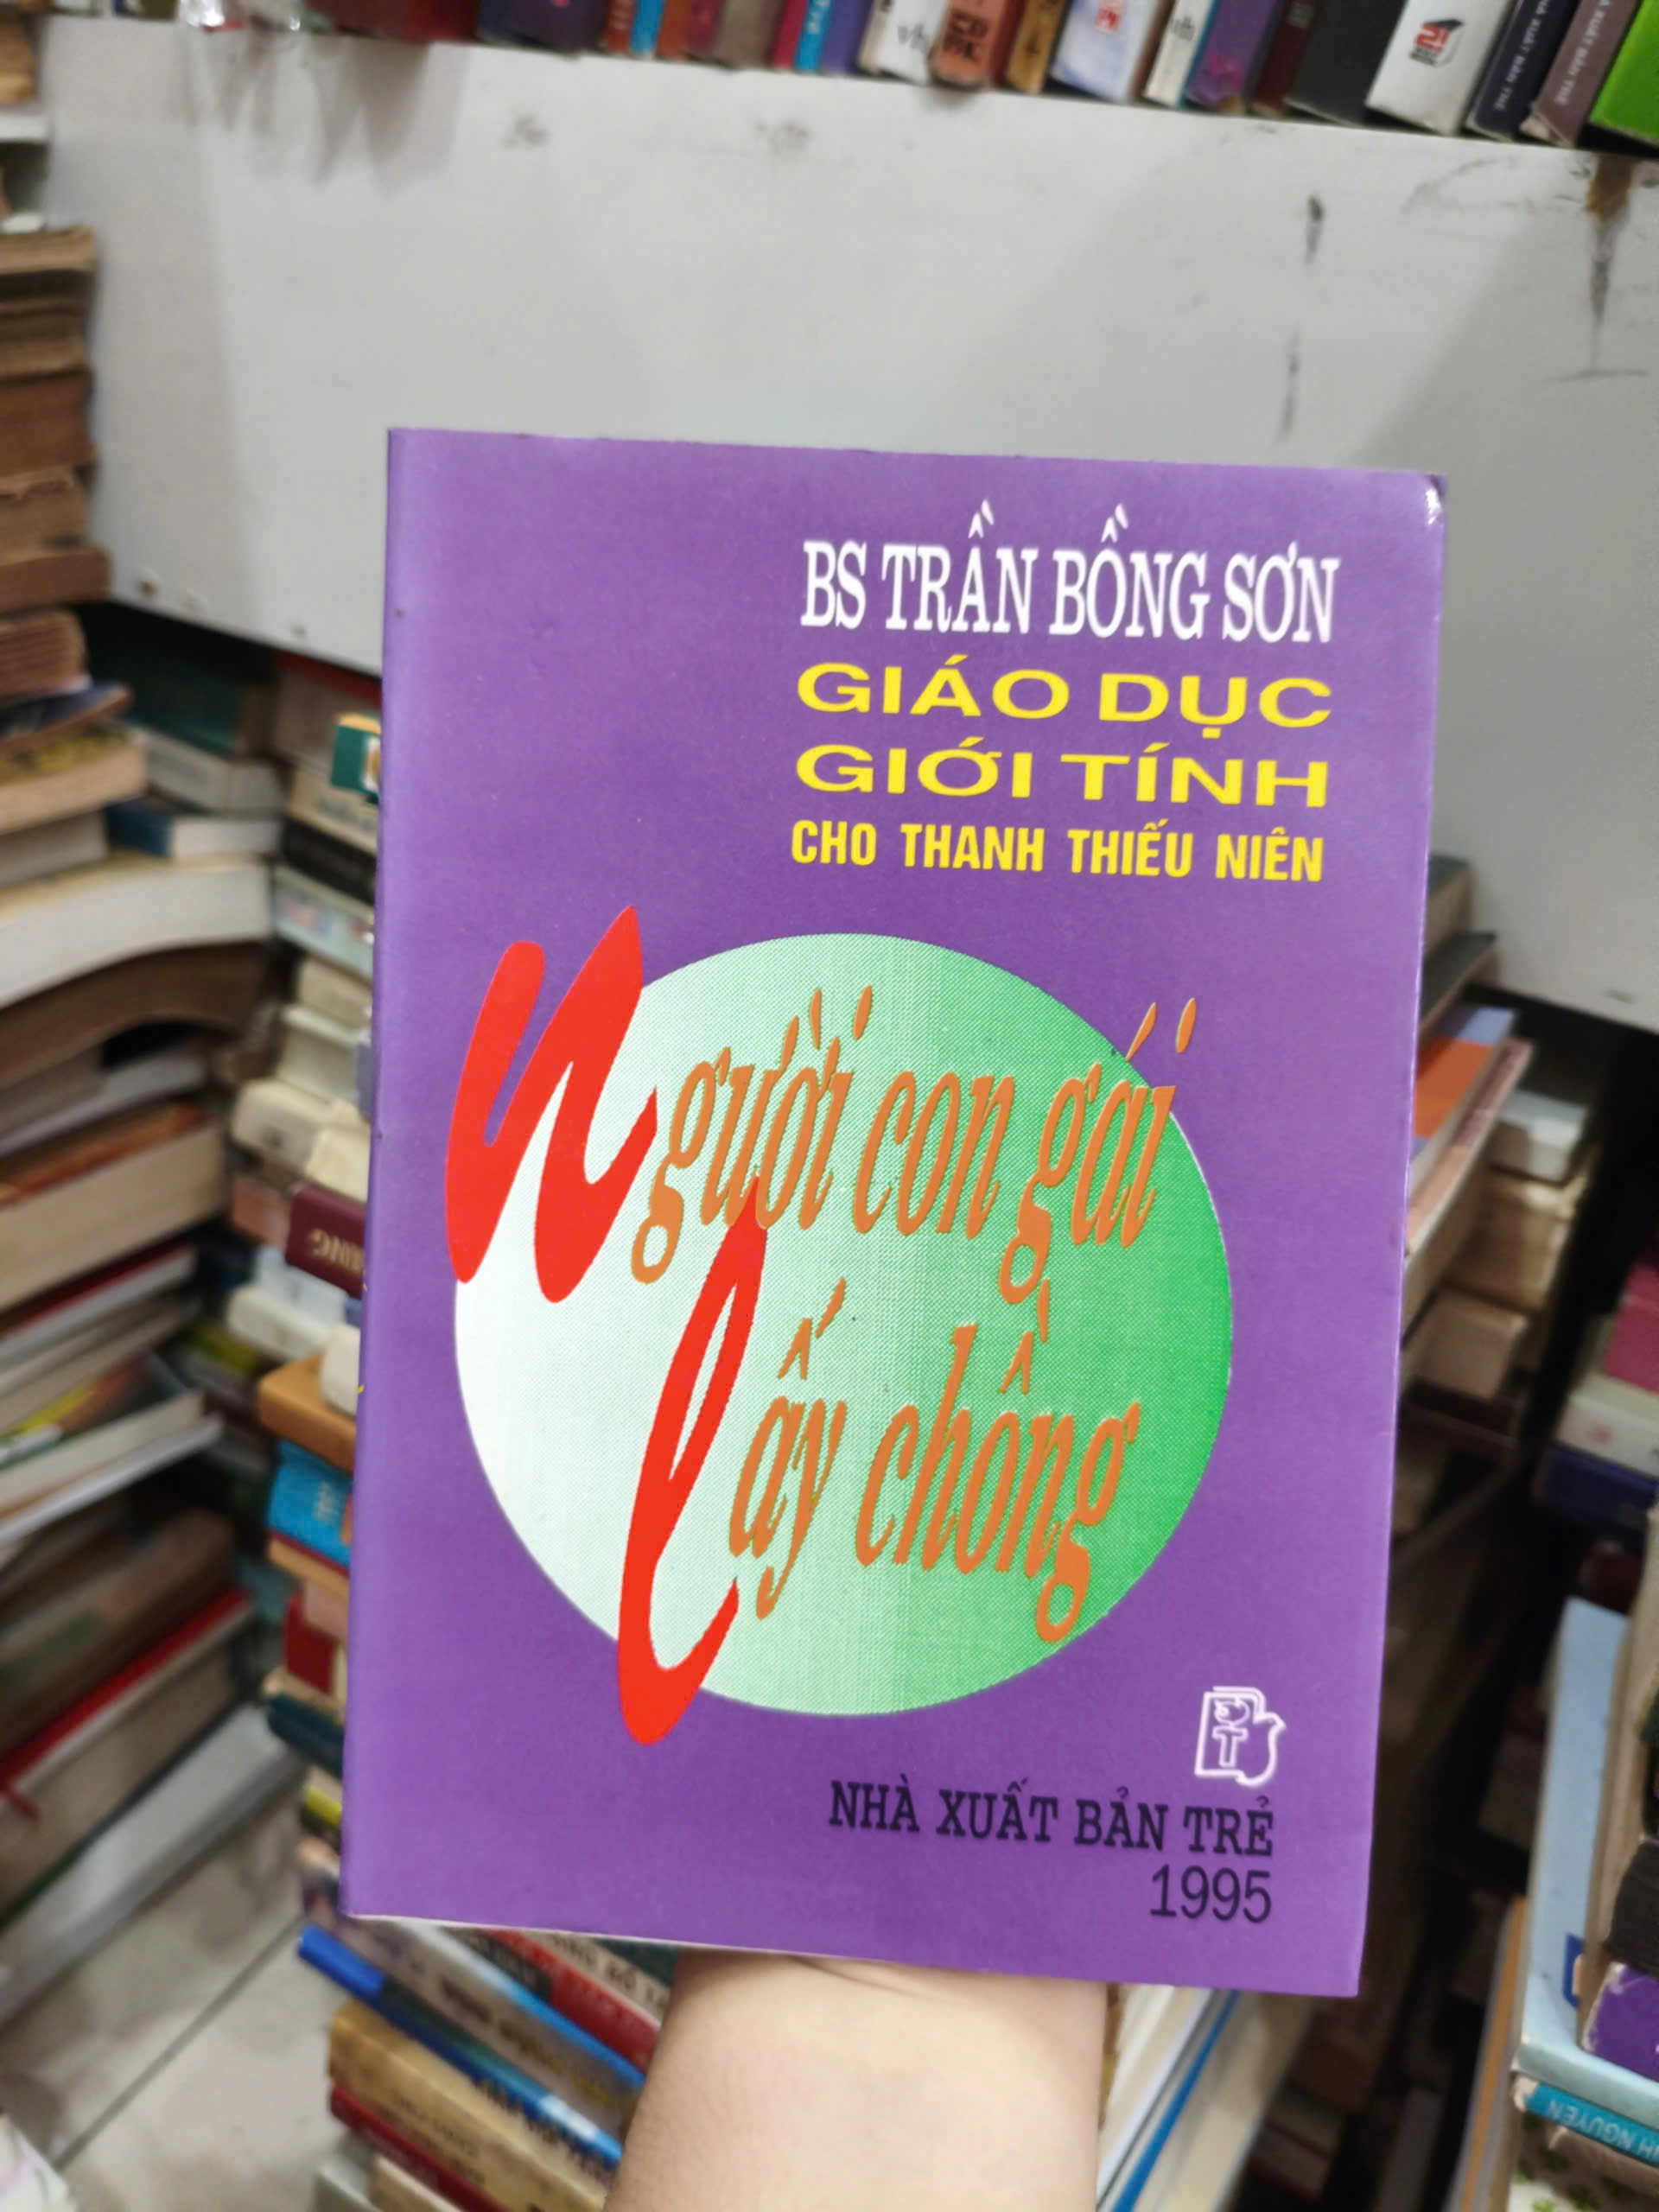 BS TRẦN BỒNG SƠN
GIÁO DỤC
GIỚI TÍNH
CHO THANH THIẾU NIÊN
Người con gái
lấy chồng
NHÀ XUẤT BẢN TRẺ
1995